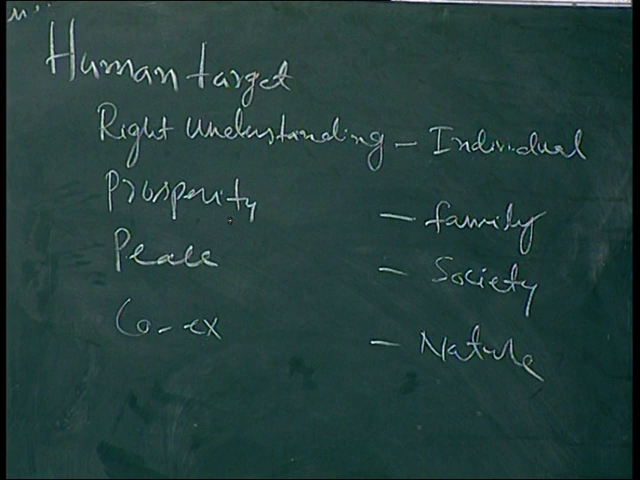 Human target
Right Understanding - Individual
Prosperity - family
Peace - Society
Co-ex - Nature